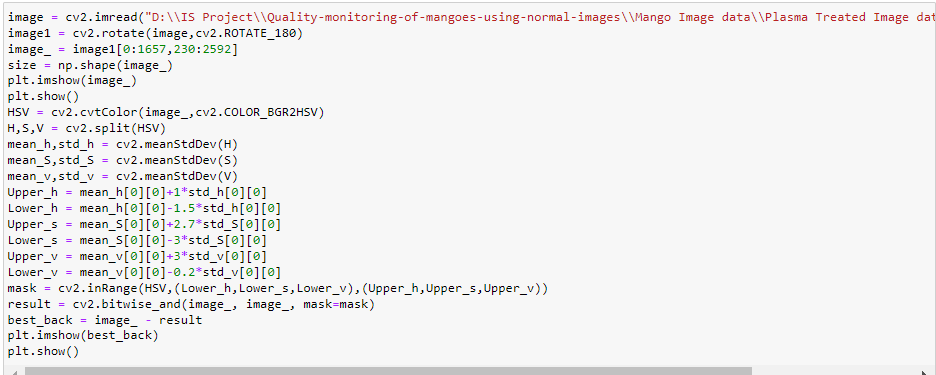 image = cv2.imread("D:\\IS Project\\Quality-monitoring-of-mangoes-using-normal-images\\Mango Image data\\Plasma Treated Image dat
image1 = cv2.rotate(image,cv2.ROTATE_180)
image_ = image1[0:1657,230:2592]
size = np.shape(image_)
plt.imshow(image_)
plt.show()
HSV = cv2.cvtColor(image_,cv2.COLOR_BGR2HSV)
H,S,V = cv2.split(HSV)
mean_h,std_h = cv2.meanStdDev(H)
mean_S,std_S = cv2.meanStdDev(S)
mean_v,std_v = cv2.meanStdDev(V)
Upper_h = mean_h[0][0]+1*std_h[0][0]
Lower_h = mean_h[0][0]-1.5*std_h[0][0]
Upper_s = mean_S[0][0]+2.7*std_S[0][0]
Lower_s = mean_S[0][0]-3*std_S[0][0]
Upper_v = mean_v[0][0]+3*std_v[0][0]
Lower_v = mean_v[0][0]-0.2*std_v[0][0]
mask = cv2.inRange(HSV,(Lower_h,Lower_s,Lower_v),(Upper_h,Upper_s,Upper_v))
result = cv2.bitwise_and(image_, image_, mask=mask)
best_back = image_ - result
plt.imshow(best_back)
plt.show()